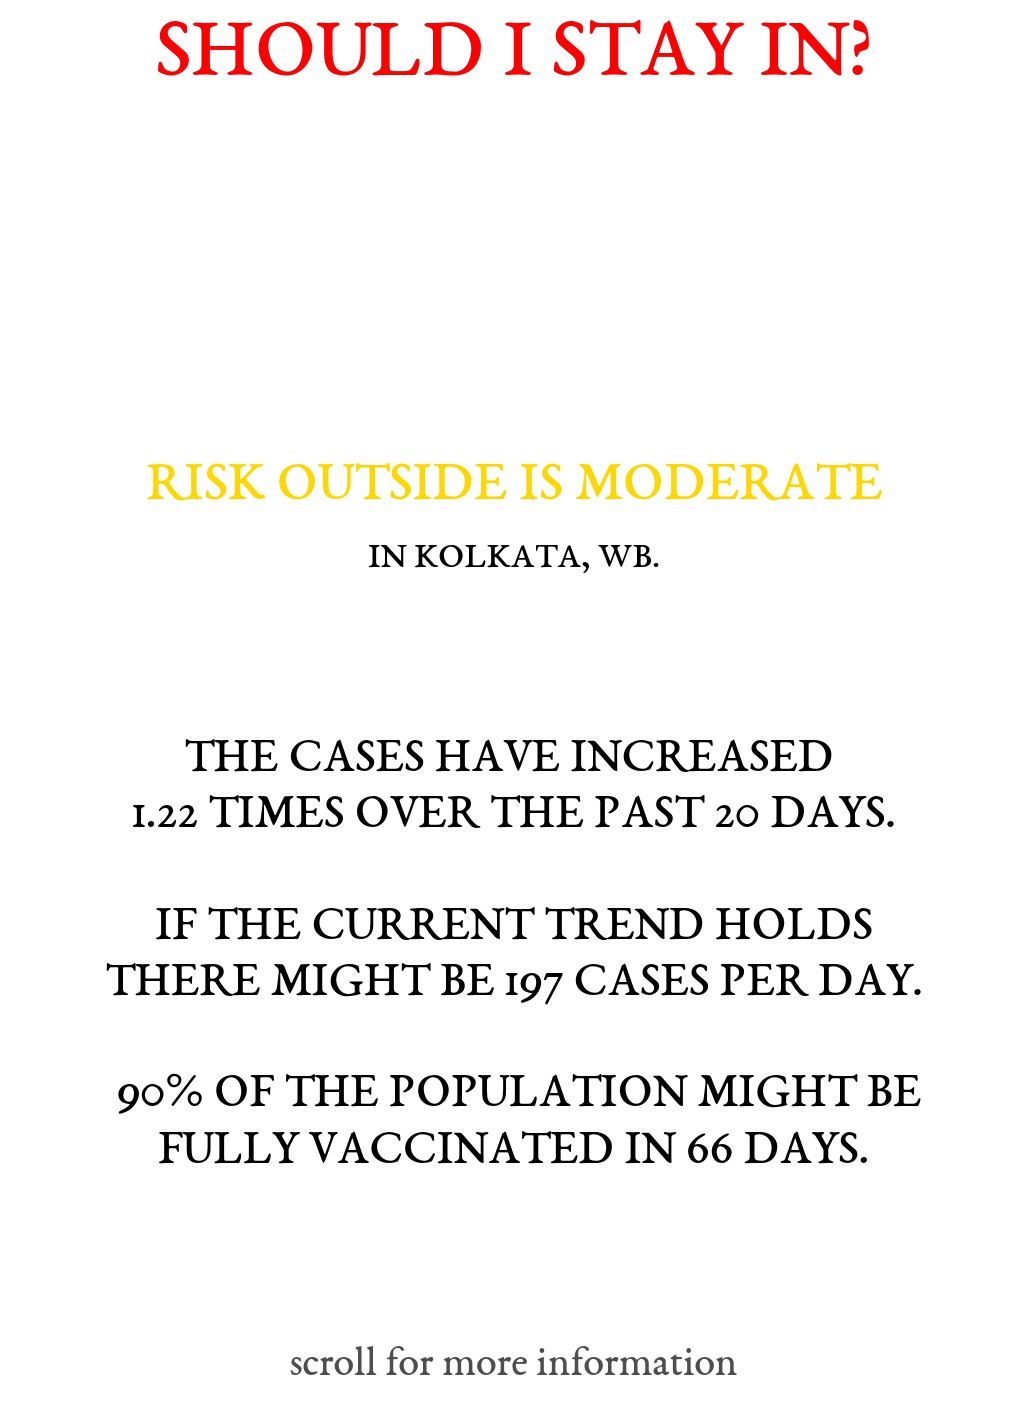 SHOULD I STAY IN?
RISK OUTSIDE IS MODERATE
IN KOLKATA, WB.
THE CASES HAVE INCREASED
1.22 TIMES OVER THE PAST 20 DAYS.
IF THE CURRENT TREND HOLDS
THERE MIGHT BE 197 CASES PER DAY.
90% OF THE POPULATION MIGHT BE
FULLY VACCINATED IN 66 DAYS.
scroll for more information